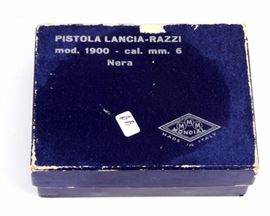 PISTOLA LANCIA-RAZZI
mod. 1900 - cal. mm. 6
Nera
MONDIAL
MADE IN ITALY